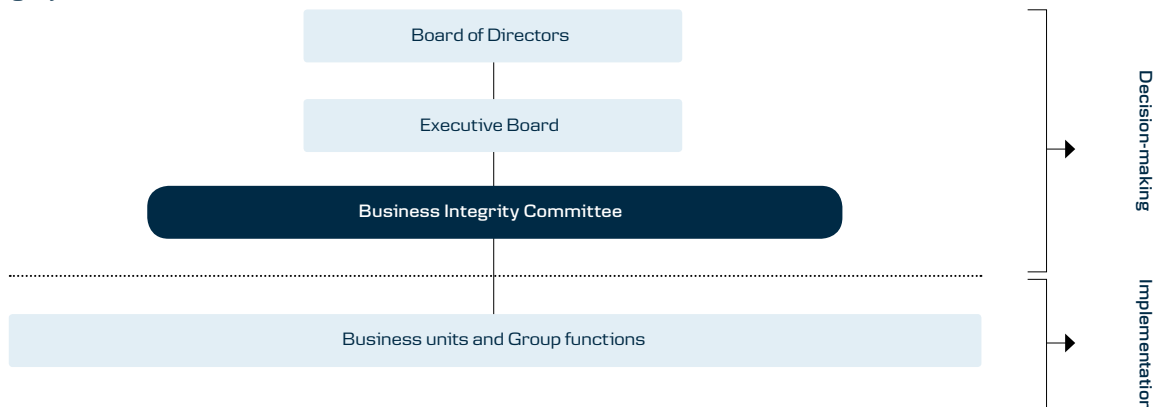 Board of Directors
Executive Board
Business Integrity Committee
Business units and Group functions
Decision-making
Implementation